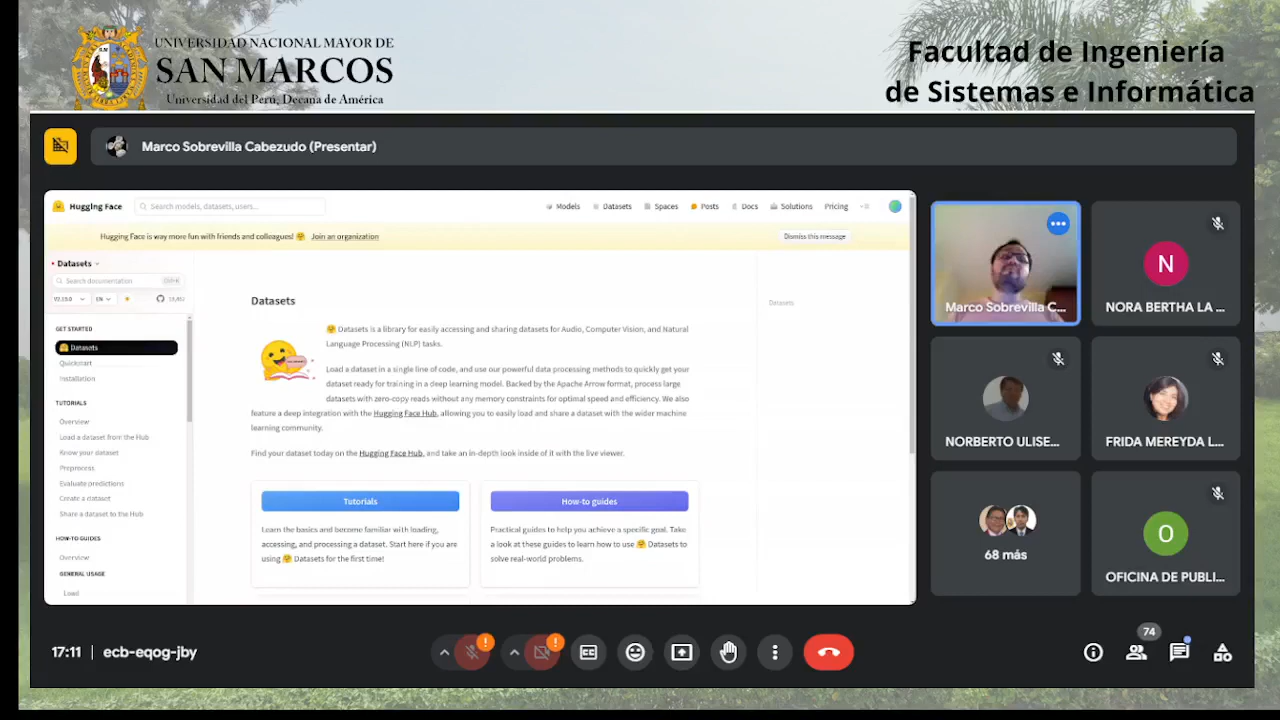 UNIVERSIDAD NACIONAL MAYOR DE
SAN MARCOS
Universidad del Perú, Decana de América
Facultad de Ingeniería
de Sistemas e Informática
Marco Sobrevilla Cabezudo (Presentar)
Hugging Face
Search models, datasets, users...
Models
Datasets
Spaces
Posts
Docs
Solutions
Pricing
Hugging Face is way more fun with friends and colleagues! 🤗 Join an organization
Dismiss this message
Datasets
Search documentation
Ctrl+K
EN
GET STARTED
🤗 Datasets
Quickstart
Installation
TUTORIALS
Overview
Load a dataset from the Hub
Know your dataset
Preprocess
Evaluate predictions
Create a dataset
Share a dataset to the Hub
HOW-TO GUIDES
Overview
GENERAL USAGE
Load
Datasets
🤗 Datasets is a library for easily accessing and sharing datasets for Audio, Computer Vision, and Natural
Language Processing (NLP) tasks.
Load a dataset in a single line of code, and use our powerful data processing methods to quickly get your
dataset ready for training in a deep learning model. Backed by the Apache Arrow format, process large
datasets with zero-copy reads without any memory constraints for optimal speed and efficiency. We also
feature a deep integration with the Hugging Face Hub, allowing you to easily load and share a dataset with the wider machine
learning community.
Find your dataset today on the Hugging Face Hub, and take an in-depth look inside of it with the live viewer.
Tutorials
Learn the basics and become familiar with loading,
accessing, and processing a dataset. Start here if you are
using 🤗 Datasets for the first time!
How-to guides
Practical guides to help you achieve a specific goal. Take
a look at these guides to learn how to use 🤗 Datasets to
solve real-world problems.
Datasets
Marco Sobrevilla C...
N
NORA BERTHA LA ...
NORBERTO ULISE...
FRIDA MEREYDA L...
68 más
O
OFICINA DE PUBLI...
17:11 | ecb-eqog-jby
74